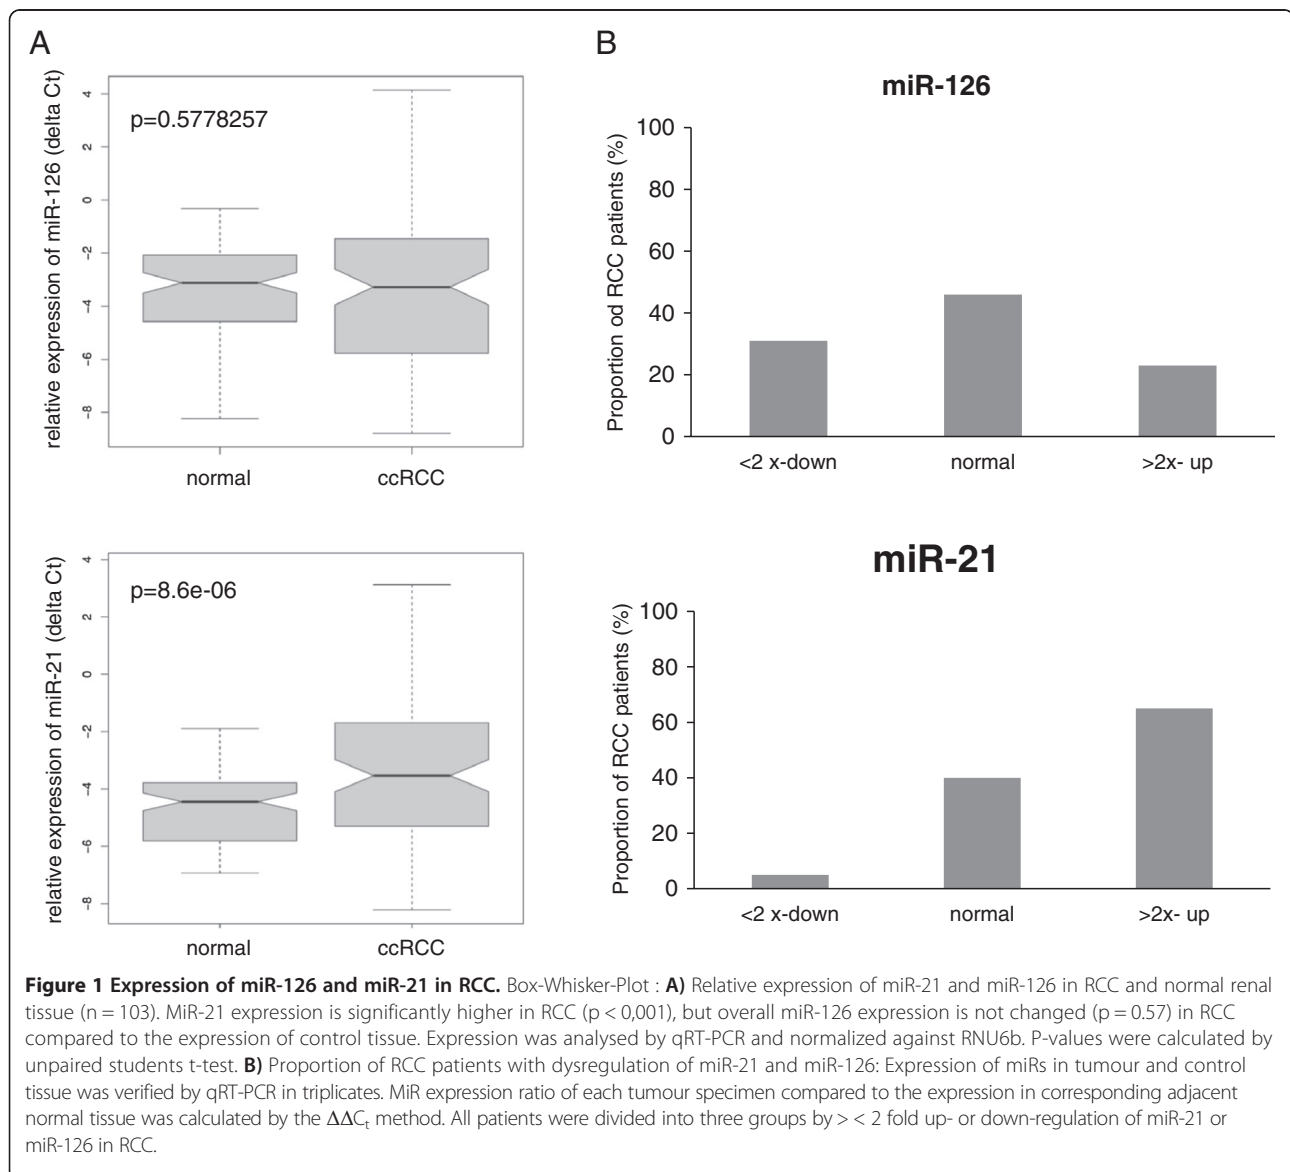 A
B
relative expression of miR-126 (delta Ct)
4
2
0
-2
-4
-6
-8
p=0.5778257
normal
ccRCC
miR-126
Proportion od RCC patients (%)
100
80
60
40
20
0
<2 x-down
normal
>2x- up
relative expression of miR-21 (delta Ct)
4
2
0
-2
-4
-6
-8
p=8.6e-06
normal
ccRCC
miR-21
Proportion of RCC patients (%)
100
80
60
40
20
0
<2 x-down
normal
>2x- up
Figure 1 Expression of miR-126 and miR-21 in RCC. Box-Whisker-Plot : A) Relative expression of miR-21 and miR-126 in RCC and normal renal
tissue (n = 103). MiR-21 expression is significantly higher in RCC (p < 0,001), but overall miR-126 expression is not changed (p = 0.57) in RCC
compared to the expression of control tissue. Expression was analysed by qRT-PCR and normalized against RNU6b. P-values were calculated by
unpaired students t-test. B) Proportion of RCC patients with dysregulation of miR-21 and miR-126: Expression of miRs in tumour and control
tissue was verified by qRT-PCR in triplicates. MiR expression ratio of each tumour specimen compared to the expression in corresponding adjacent
normal tissue was calculated by the ΔΔCt method. All patients were divided into three groups by > < 2 fold up- or down-regulation of miR-21 or
miR-126 in RCC.